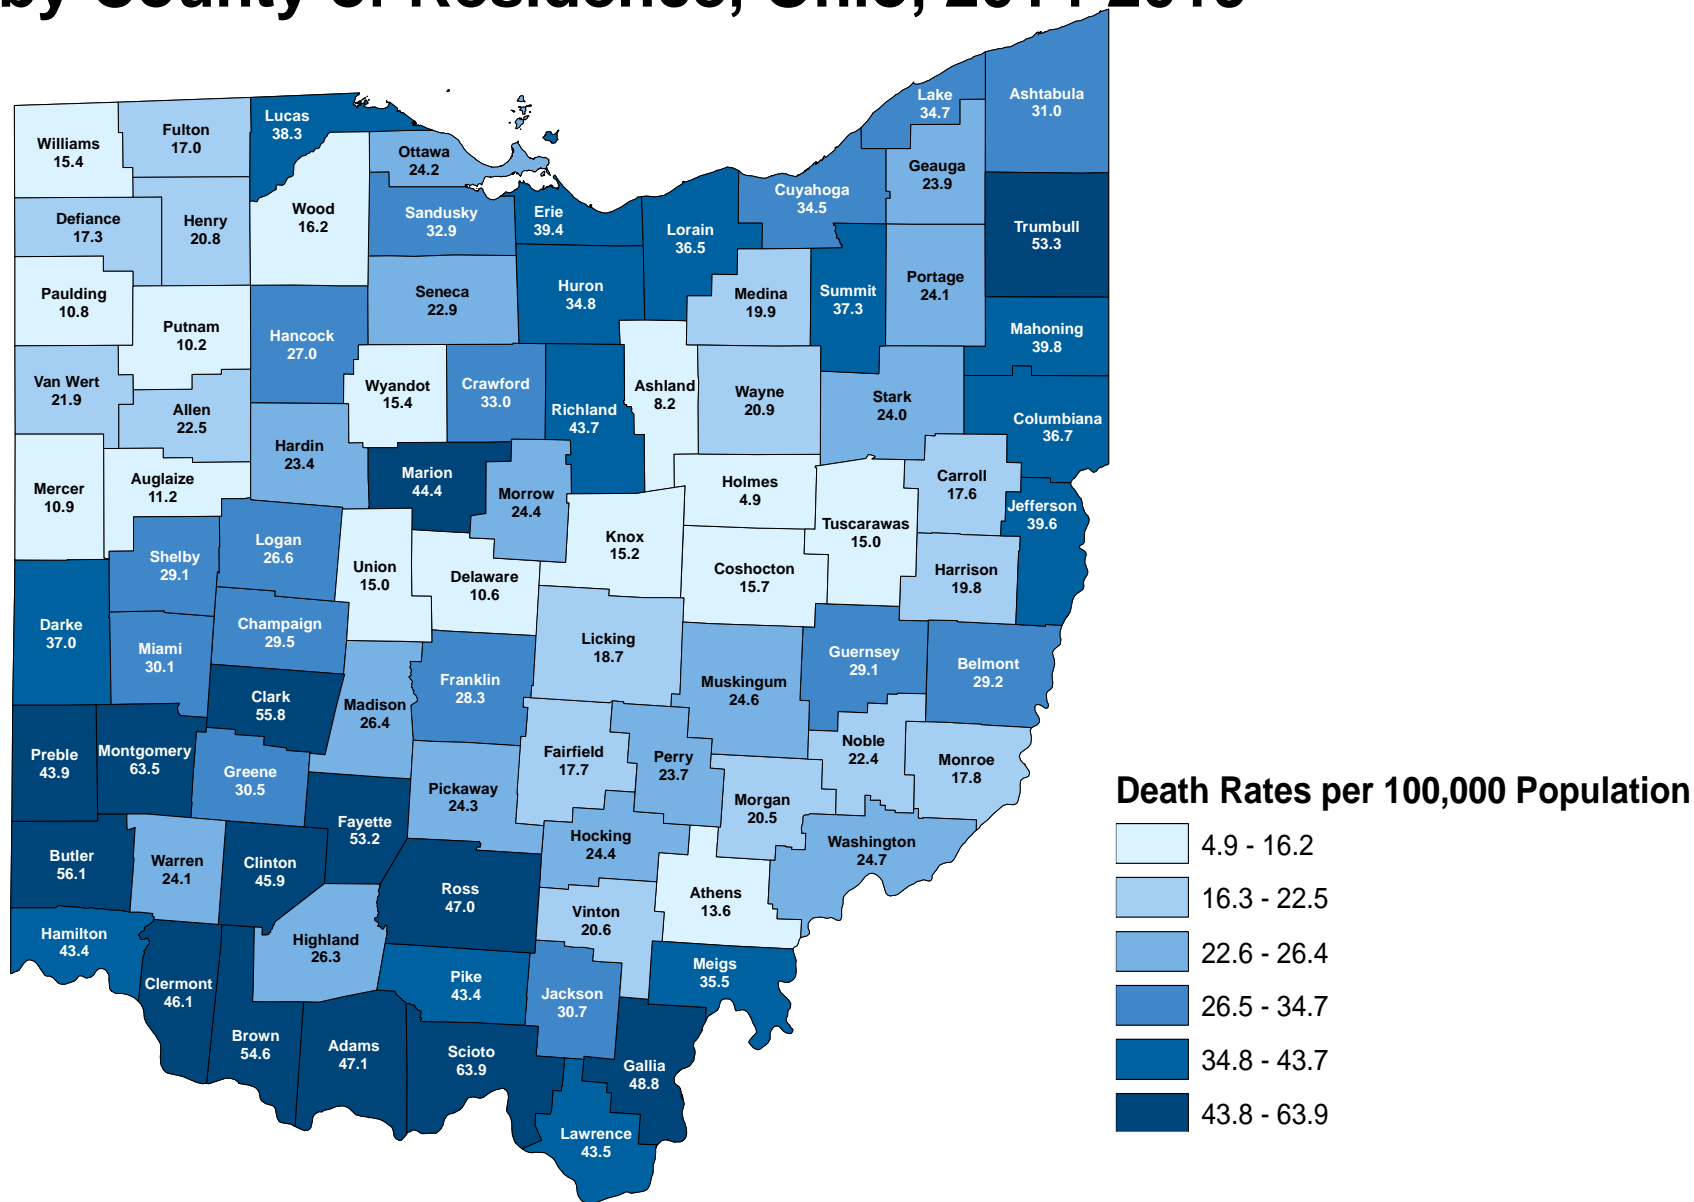 by County of Residence, Ohio,
Lake
34.7
Ashtabula
31.0
Lucas
38.3
Fulton
17.0
Williams
15.4
Ottawa
24.2
Geauga
23.9
Cuyahoga
34.5
Wood
16.2
Sandusky
32.9
Erie
39.4
Defiance
17.3
Henry
20.8
Lorain
36.5
Trumbull
53.3
Portage
24.1
Huron
34.8
Seneca
22.9
Medina
19.9
Summit
37.3
Paulding
10.8
Putnam
10.2
Hancock
27.0
Mahoning
39.8
Van Wert
21.9
Wyandot
15.4
Crawford
33.0
Ashland
8.2
Wayne
20.9
Stark
24.0
Allen
22.5
Richland
43.7
Columbiana
36.7
Hardin
23.4
Marion
44.4
Auglaize
11.2
Mercer
10.9
Morrow
24.4
Holmes
4.9
Carroll
17.6
Jefferson
39.6
Tuscarawas
15.0
Logan
26.6
Knox
15.2
Shelby
29.1
Union
15.0
Delaware
10.6
Coshocton
15.7
Harrison
19.8
Darke
37.0
Champaign
29.5
Licking
18.7
Miami
30.1
Guernsey
29.1
Belmont
29.2
Franklin
28.3
Muskingum
24.6
Clark
55.8
Madison
26.4
Preble
43.9
Montgomery
63.5
Fairfield
17.7
Perry
23.7
Noble
22.4
Monroe
17.8
Greene
30.5
Pickaway
24.3
Morgan
20.5
Fayette
53.2
Hocking
24.4
Washington
24.7
Butler
56.1
Warren
24.1
Clinton
45.9
Ross
47.0
Athens
13.6
Vinton
20.6
Hamilton
43.4
Highland
26.3
Pike
43.4
Meigs
35.5
Clermont
46.1
Jackson
30.7
Brown
54.6
Adams
47.1
Scioto
63.9
Gallia
48.8
Lawrence
43.5
Death Rates per 100,000 Population
4.9 - 16.2
16.3 - 22.5
22.6 - 26.4
26.5 - 34.7
34.8 - 43.7
43.8 - 63.9